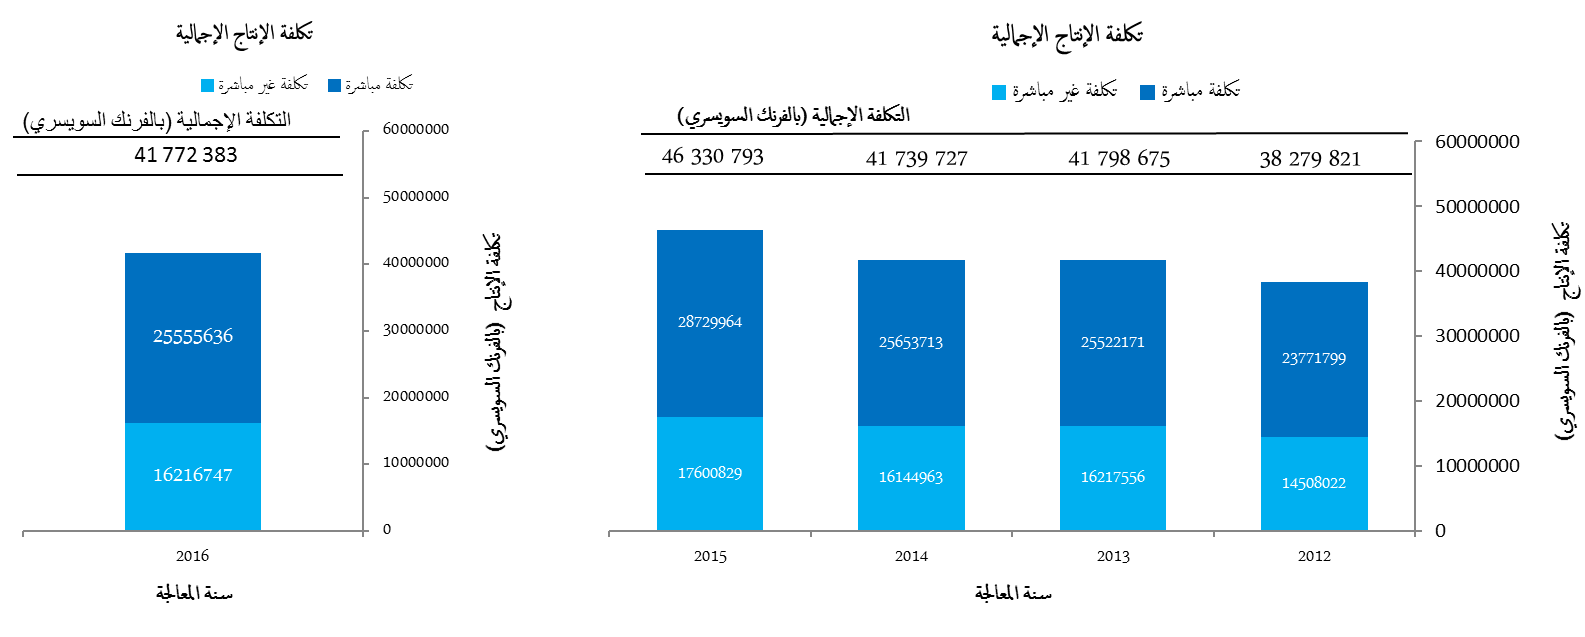 تكلفة الإنتاج الإجمالية
تكلفة مباشرة
تكلفة غير مباشرة
التكلفة الإجمالية (بالفرنك السويسري)
46 330 793
41 739 727
41 798 675
38 279 821
60000000
50000000
40000000
30000000
20000000
10000000
0
تكلفة الإنتاج (بالفرنك السويسري)
28729964
25653713
25522171
23771799
17600829
16144963
16217556
14508022
2015
2014
2013
2012
سنة المعالجة
تكلفة الإنتاج الإجمالية
تكلفة مباشرة
تكلفة غير مباشرة
التكلفة الإجمالية (بالفرنك السويسري)
41 772 383
60000000
50000000
40000000
30000000
20000000
10000000
0
تكلفة الإنتاج (بالفرنك السويسري)
25555636
16216747
2016
سنة المعالجة